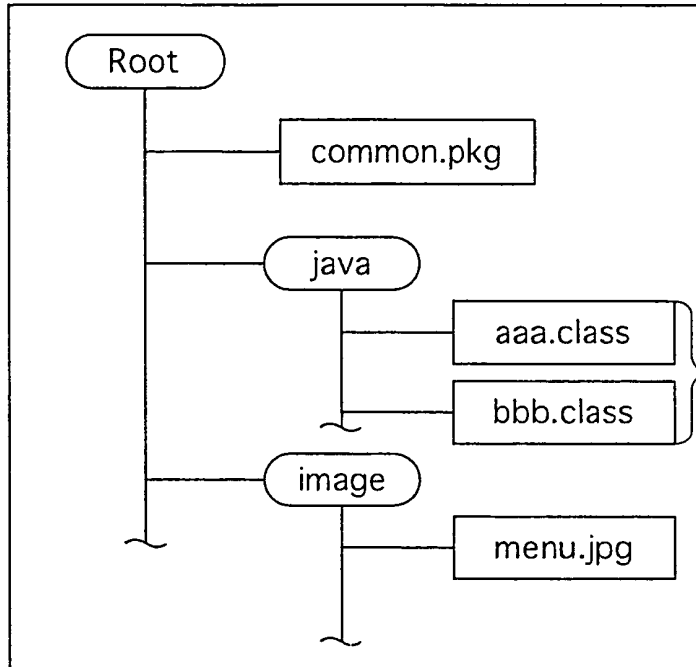 Root
common.pkg
java
aaa.class
bbb.class
image
menu.jpg